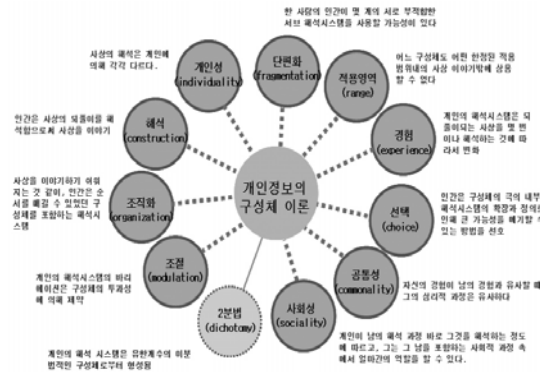 한 사람의 인간이 몇 개의 서로 부적합한
서브 해석시스템을 사용할 가능성이 있다
단편화
(fragmentation)
사상의 해석은 개인에
의해 각각 다르다.
개인성
(individuality)
적용영역
(range)
어느 구성체도 어떤 한정된 적용
범위내의 사상 이야기밖에 상용
할 수 없다
인간은 사상의 되풀이를 해
석함으로써 사상을 이야기
해석
(construction)
경험
(experience)
개인의 해석시스템은 되
풀이되는 사상을 몇 번
이나 해석하는 것에 따
라서 변화
개인정보의
구성체 이론
사상을 이야기하기 쉬워
지는 것 같이, 인간은 순
서를 매길 수 있었던 구
성체를 포함하는 해석시
스템
조직화
(organization)
선택
(choice)
인간은 구성체의 극의 내부
해석시스템의 확장과 정의로
인해 큰 가능성을 예기할 수
있는 방법을 선호
개인의 해석시스템의 바리
에이션은 구성체의 투과성
에 의해 제약
조절
(modulation)
공통성
(commonality)
자신의 경험이 남의 경험과 유사할 때
그의 심리적 과정은 유사하다
2분법
(dichotomy)
사회성
(sociality)
개인의 해석 시스템은 유한계수의 이분
법적인 구성체로부터 형성됨
개인이 남의 해석 과정 바로 그것을 해석하는 정도
에 따르고, 그는 그 남을 포함하는 사회적 과정 속
에서 얼마간의 역할을 할 수 있다.